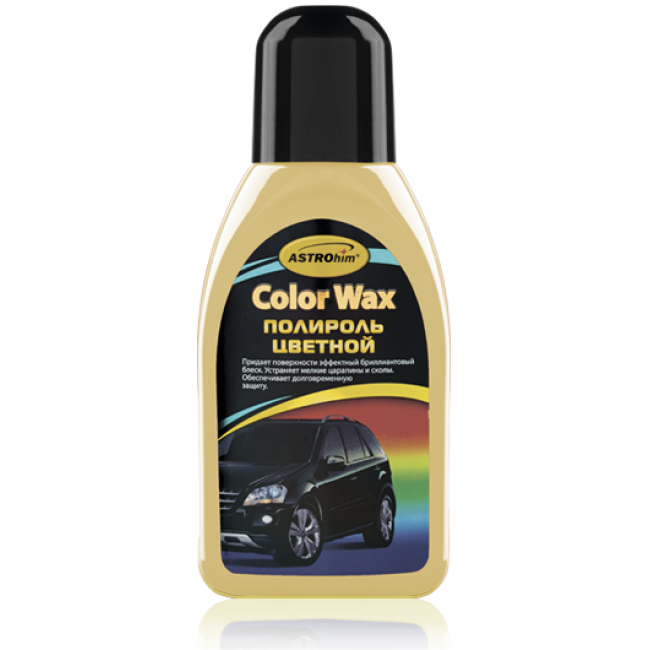 ASTROhim®
Color Wax
ПОЛИРОЛЬ
ЦВЕТНОЙ
Придает поверхности эффектный бриллиантовый
блеск. Устраняет мелкие царапины и сколы.
Обеспечивает долговременную
защиту.